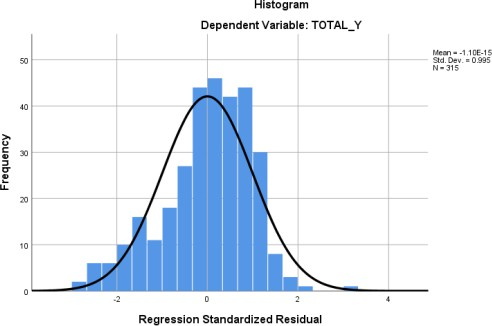 Histogram
Dependent Variable: TOTAL_Y
Mean = -1.10E-15
Std. Dev. = 0.995
N = 315
50
40
30
20
10
0
Frequency
-2
0
2
4
Regression Standardized Residual